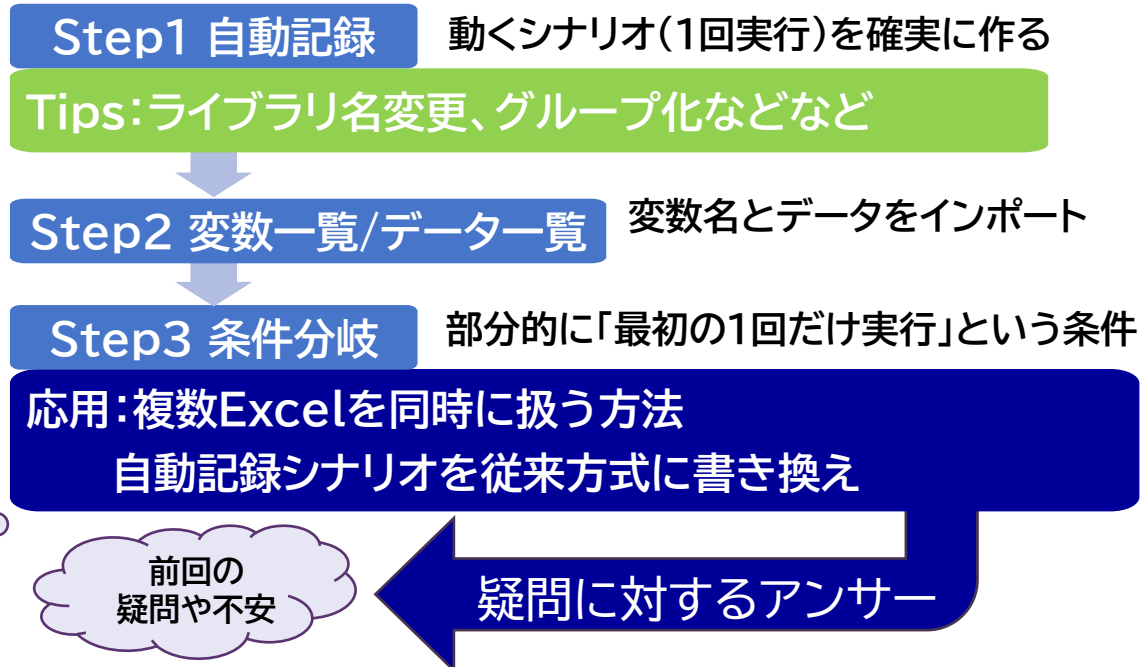 Step1 自動記録
動くシナリオ(1回実行)を確実に作る
Tips:ライブラリ名変更、グループ化などなど
Step2 変数一覧/データ一覧
変数名とデータをインポート
Step3 条件分岐
部分的に「最初の1回だけ実行」という条件
応用:複数Excelを同時に扱う方法
自動記録シナリオを従来方式に書き換え
前回の
疑問や不安
疑問に対するアンサー